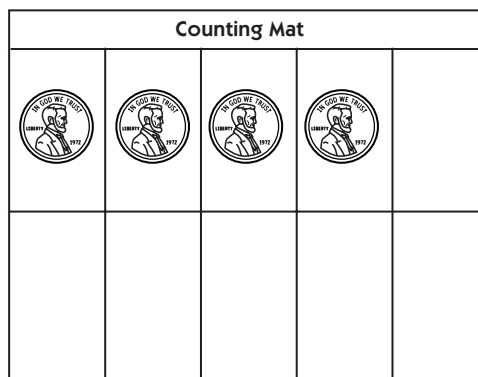 Counting Mat
IN GOD WE TRUST
LIBERTY
1972
IN GOD WE TRUST
LIBERTY
1972
IN GOD WE TRUST
LIBERTY
1972
IN GOD WE TRUST
LIBERTY
1972